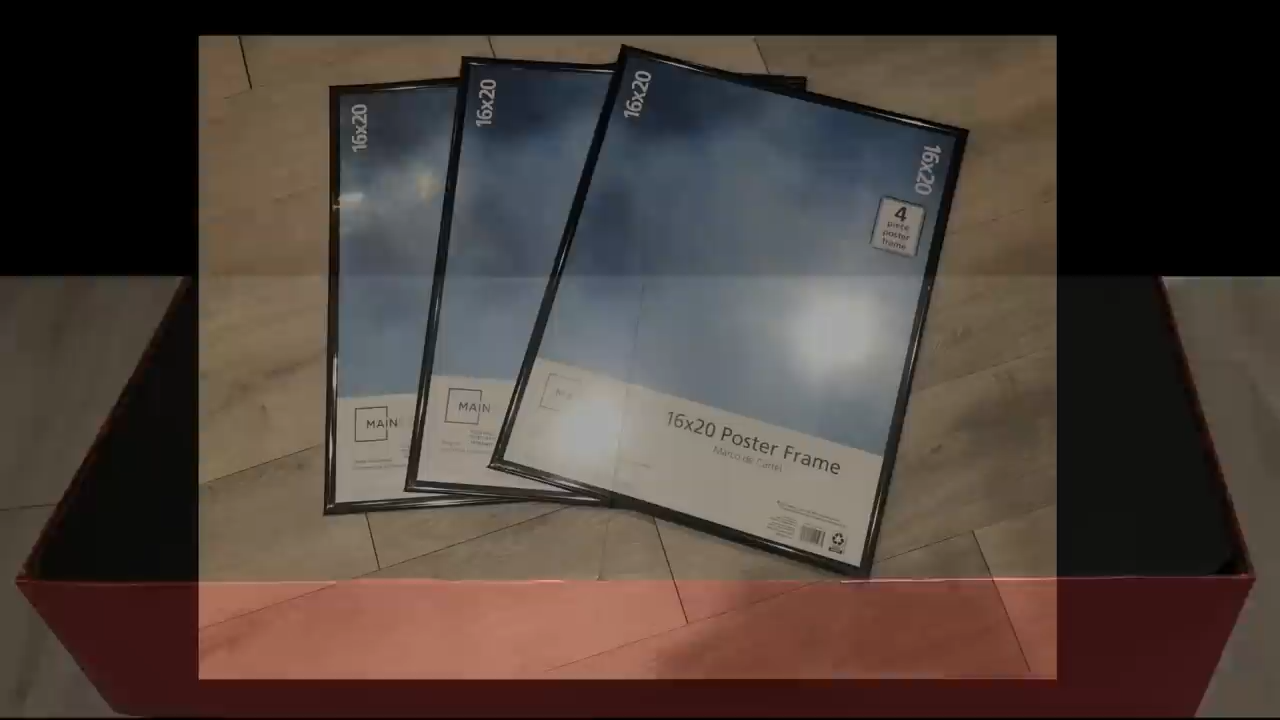 16x20
16x20
16x20
16x20
4
piece
poster
frame
MAIN
MAIN
16x20 Poster Frame
Marco de Cartel